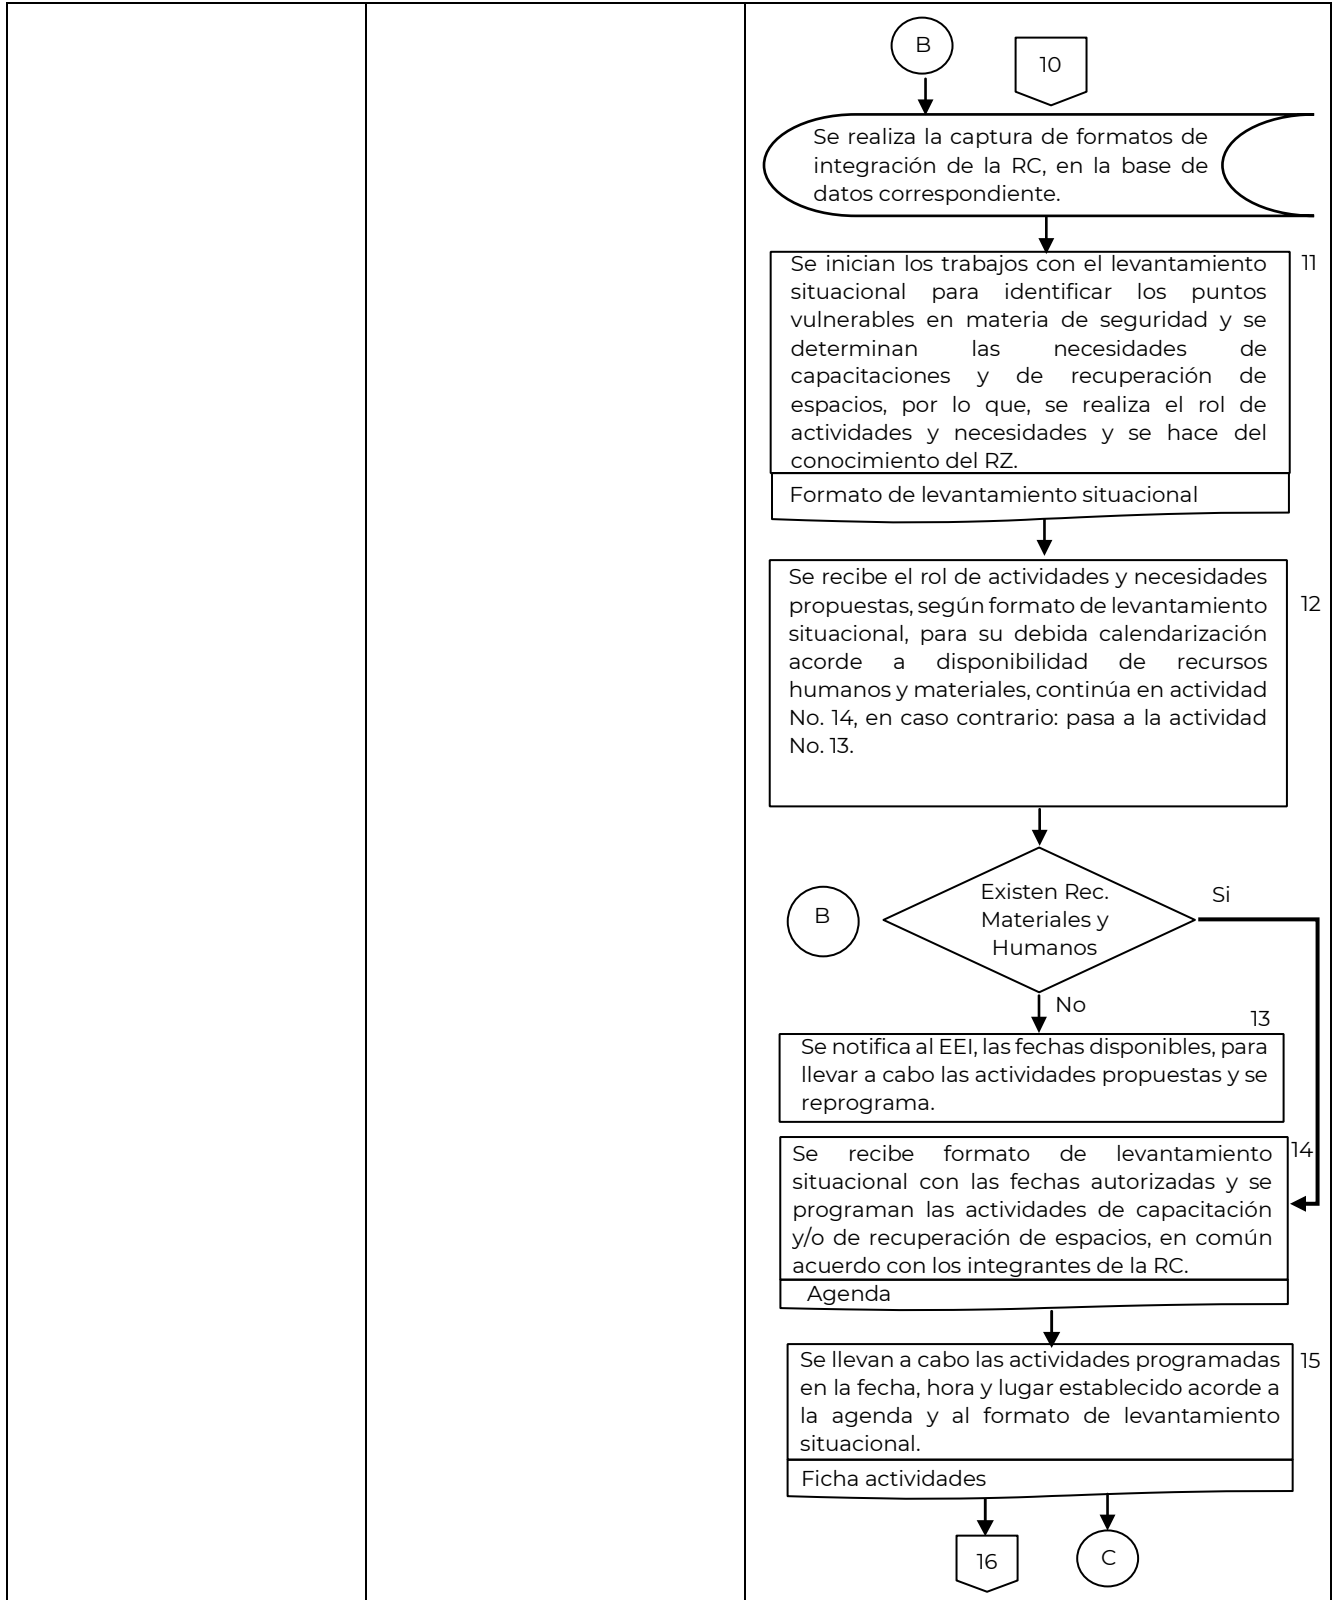 B
10
Se realiza la captura de formatos de
integración de la RC, en la base de
datos correspondiente.
11
Se inician los trabajos con el levantamiento
situacional para identificar los puntos
vulnerables en materia de seguridad y se
determinan las necesidades de
capacitaciones y de recuperación de
espacios, por lo que, se realiza el rol de
actividades y necesidades y se hace del
conocimiento del RZ.
Formato de levantamiento situacional
Se recibe el rol de actividades y necesidades
propuestas, según formato de levantamiento
situacional, para su debida calendarización
acorde a disponibilidad de recursos
humanos y materiales, continúa en actividad
No. 14, en caso contrario: pasa a la actividad
No. 13.
12
B
Existen Rec.
Materiales y
Humanos
Si
No
13
Se notifica al EEI, las fechas disponibles, para
llevar a cabo las actividades propuestas y se
reprograma.
14
Se recibe formato de levantamiento
situacional con las fechas autorizadas y se
programan las actividades de capacitación
y/o de recuperación de espacios, en común
acuerdo con los integrantes de la RC.
Agenda
Se llevan a cabo las actividades programadas
en la fecha, hora y lugar establecido acorde a
la agenda y al formato de levantamiento
situacional.
15
Ficha actividades
16
C